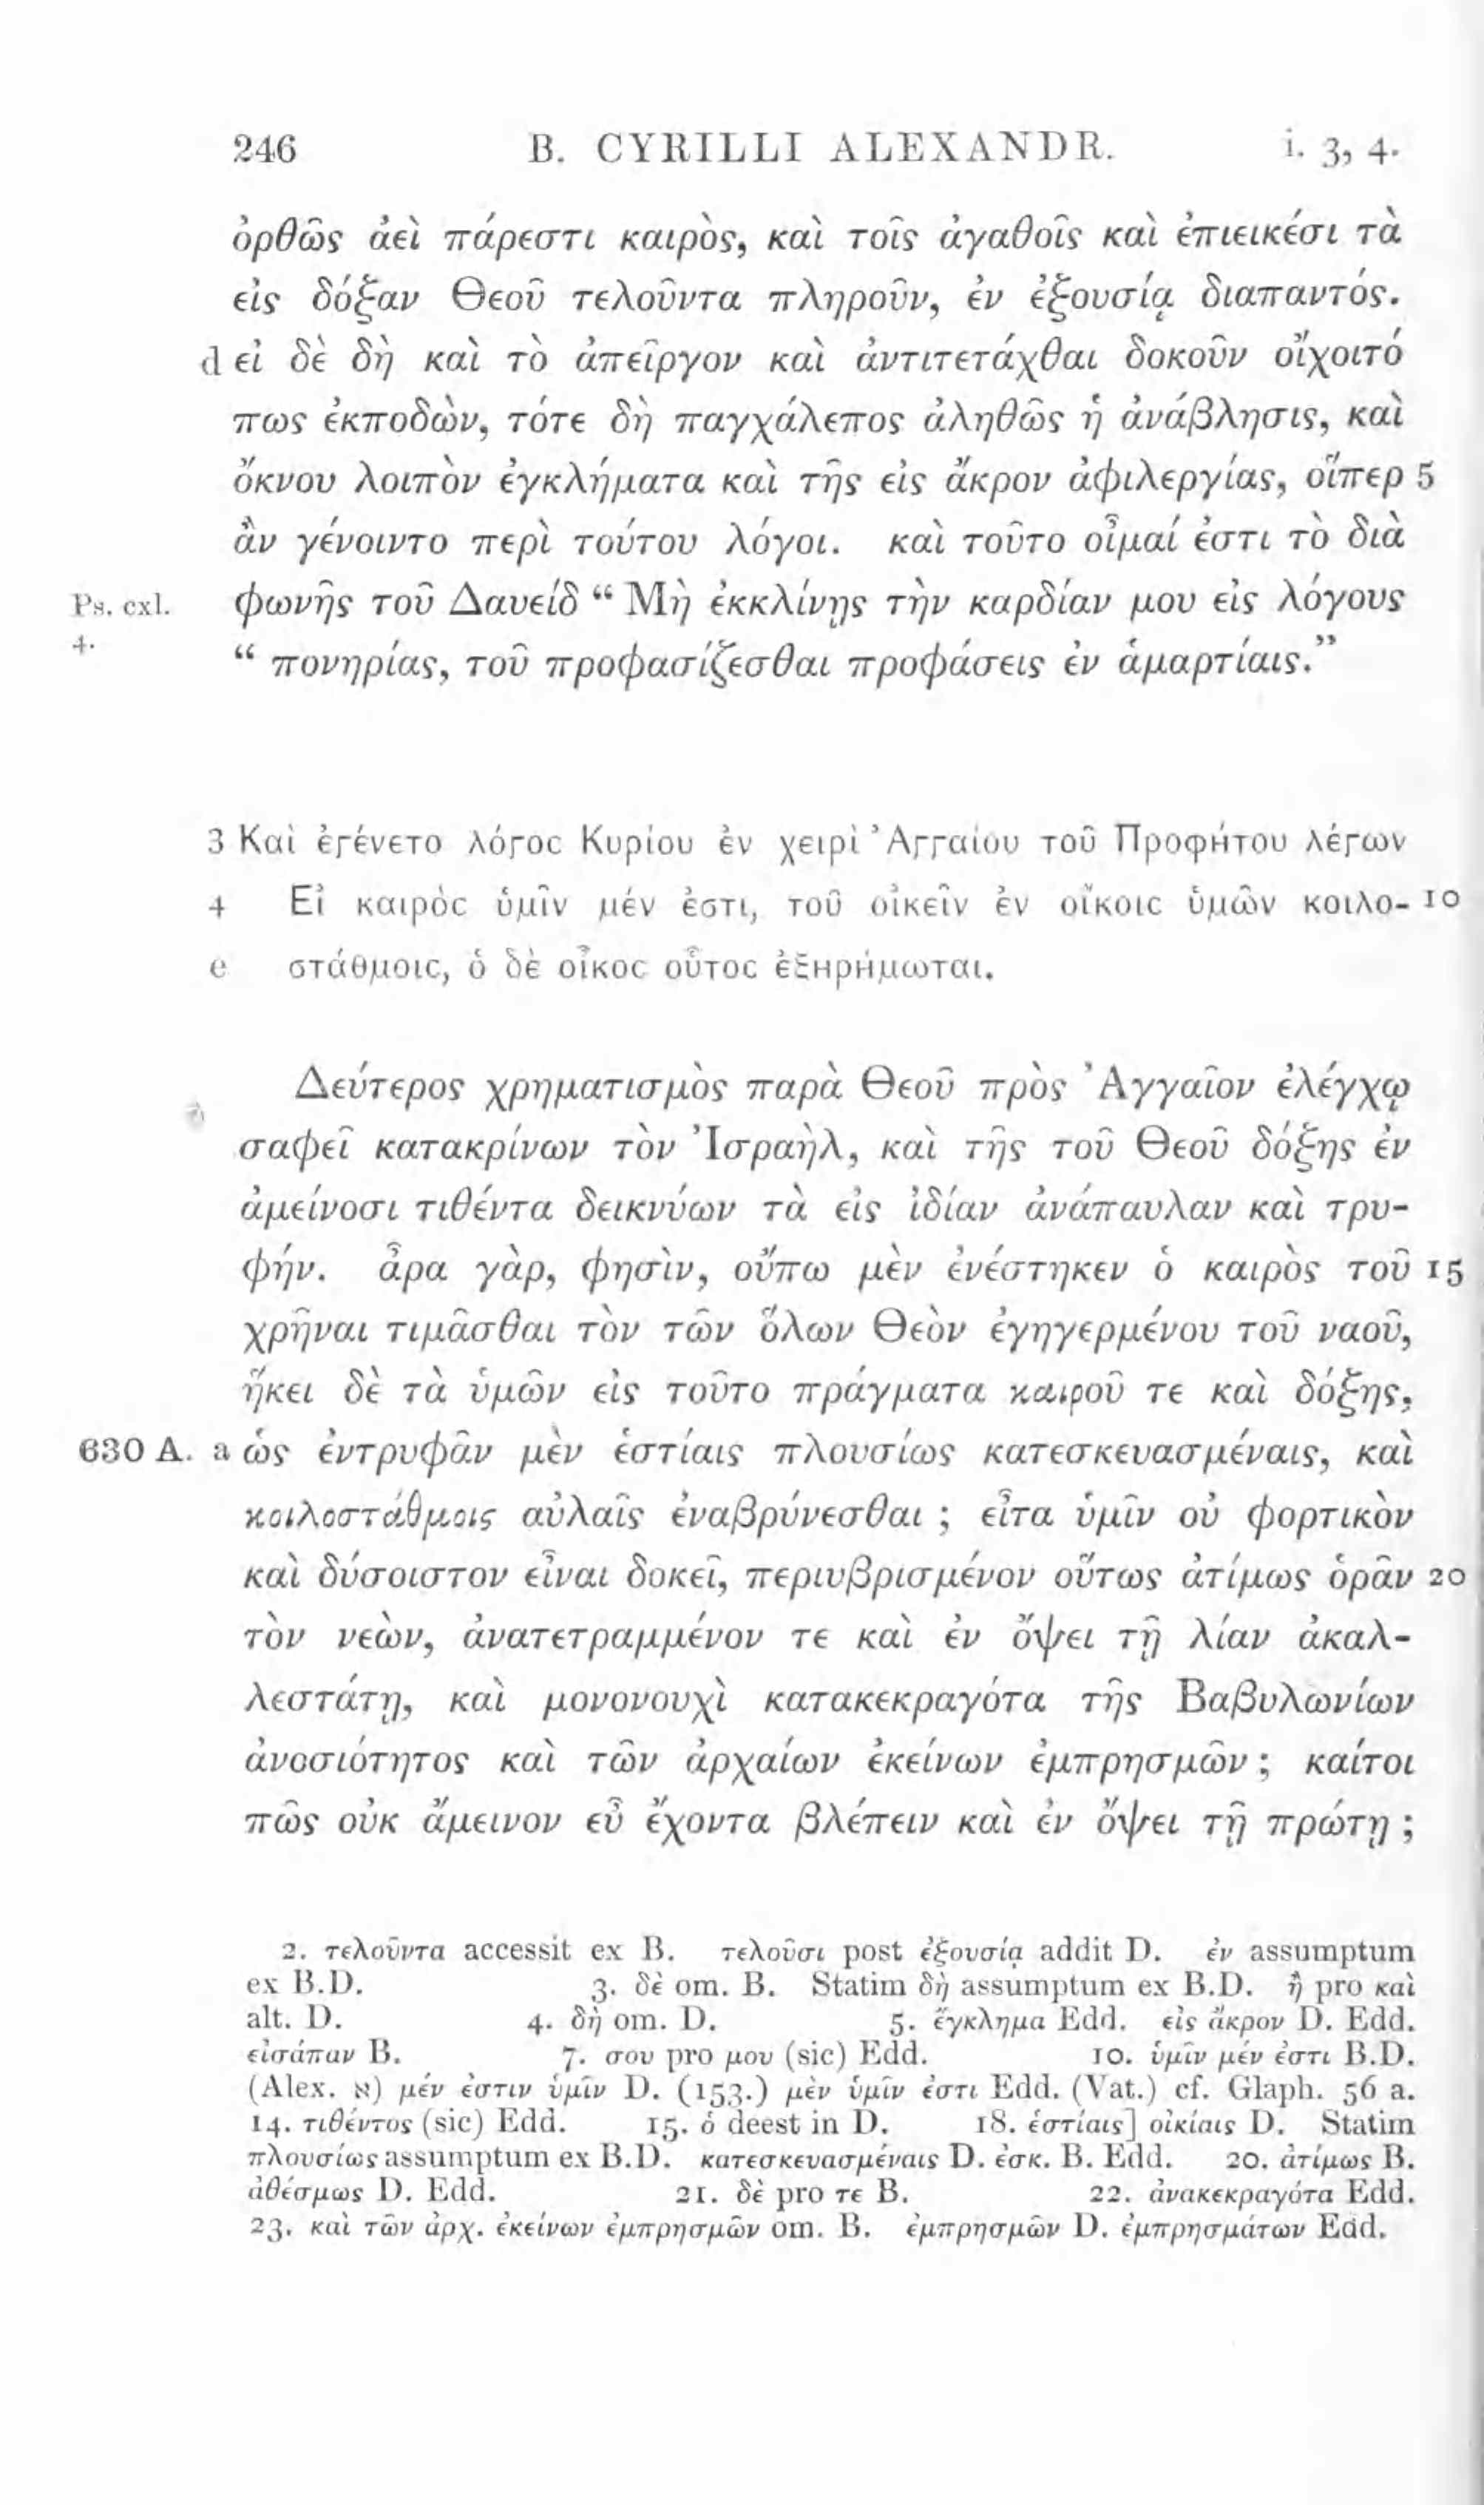 246 B. CYRILLI ALEXANDR. i. 3, 4.
ὀρθῶς ἀεὶ πάρεστι καιρὸς, καὶ τοῖς ἀγαθοῖς καὶ ἐπιεικέσι τὰ
εἰς δόξαν Θεοῦ τελοῦντα πληροῦν, ἐν ἐξουσίᾳ διαπαντός.
d εἰ δὲ δὴ καὶ τὸ ἀπεῖργον καὶ ἀντιτετάχθαι δοκοῦν οἴχοιτό
πως ἐκποδὼν, τότε δὴ παγχάλεπος ἀληθῶς ἡ ἀνάβλησις, καὶ
ὄκνου λοιπὸν ἐγκλήματα καὶ τῆς εἰς ἄκρον ἀφιλεργίας, οἵπερ 5
ἂν γένοιντο περὶ τούτου λόγοι. καὶ τοῦτο οἶμαί ἐστι τὸ διὰ
Ps. cxl. φωνῆς τοῦ Δαυείδ “ Μὴ ἐκκλίνῃς τὴν καρδίαν μου εἰς λόγους
4. “ πονηρίας, τοῦ προφασίζεσθαι προφάσεις ἐν ἁμαρτίαις.”
3 Καὶ ἐγένετο λόγος Κυρίου ἐν χειρὶ Ἀγγαίου τοῦ Προφήτου λέγων
4 Εἰ καιρὸς ὑμῖν μέν ἐστι, τοῦ οἰκεῖν ἐν οἴκοις ὑμῶν κοιλο- 10
e στάθμοις, ὁ δὲ οἶκος οὗτος ἐξηρήμωται.
Δεύτερος χρηματισμὸς παρὰ Θεοῦ πρὸς Ἀγγαῖον ἐλέγχῳ
σαφεῖ κατακρίνων τὸν Ἰσραὴλ, καὶ τῆς τοῦ Θεοῦ δόξης ἐν
ἀμείνοσι τιθέντα δεικνύων τὰ εἰς ἰδίαν ἀνάπαυλαν καὶ τρυ-
φήν. ἆρα γὰρ, φησὶν, οὔπω μὲν ἐνέστηκεν ὁ καιρὸς τοῦ 15
χρῆναι τιμᾶσθαι τὸν τῶν ὅλων Θεὸν ἐγηγερμένου τοῦ ναοῦ,
ἥκει δὲ τὰ ὑμῶν εἰς τοῦτο πράγματα καιροῦ τε καὶ δόξης,
630 A. a ὡς ἐντρυφᾶν μὲν ἑστίαις πλουσίως κατεσκευασμέναις, καὶ
κοιλοστάθμοις αὐλαῖς ἐναβρύνεσθαι ; εἶτα ὑμῖν οὐ φορτικὸν
καὶ δύσοιστον εἶναι δοκεῖ, περιυβρισμένον οὕτως ἀτίμως ὁρᾶν 20
τὸν νεὼν, ἀνατετραμμένον τε καὶ ἐν ὄψει τῇ λίαν ἀκαλ-
λεστάτῃ, καὶ μονονουχὶ κατακεκραγότα τῆς Βαβυλωνίων
ἀνοσιότητος καὶ τῶν ἀρχαίων ἐκείνων ἐμπρησμῶν ; καίτοι
πῶς οὐκ ἄμεινον εὖ ἔχοντα βλέπειν καὶ ἐν ὄψει τῇ πρώτῃ ;
2. τελοῦντα accessit ex B. τελοῦσι post ἐξουσίᾳ addit D. ἐν assumptum
ex B.D. 3. δὲ om. B. Statim δὴ assumptum ex B.D. ἢ pro καὶ
alt. D. 4. δὴ om. D. 5. ἔγκλημα Edd. εἰς ἄκρον D. Edd.
εἰσάπαν B. 7. σου pro μου (sic) Edd. 10. ὑμῖν μέν ἐστι B.D.
(Alex. א) μέν ἐστιν ὑμῖν D. (153.) μὲν ὑμῖν ἐστι Edd. (Vat.) cf. Glaph. 56 a.
14. τιθέντος (sic) Edd. 15. ὁ deest in D. 18. ἑστίαις] οἰκίαις D. Statim
πλουσίως assumptum ex B.D. κατεσκευασμέναις D. ἐσκ. B. Edd. 20. ἀτίμως B.
ἀθέσμως D. Edd. 21. δὲ pro τε B. 22. ἀνακεκραγότα Edd.
23. καὶ τῶν ἀρχ. ἐκείνων ἐμπρησμῶν om. B. ἐμπρησμῶν D. ἐμπρησμάτων Edd.